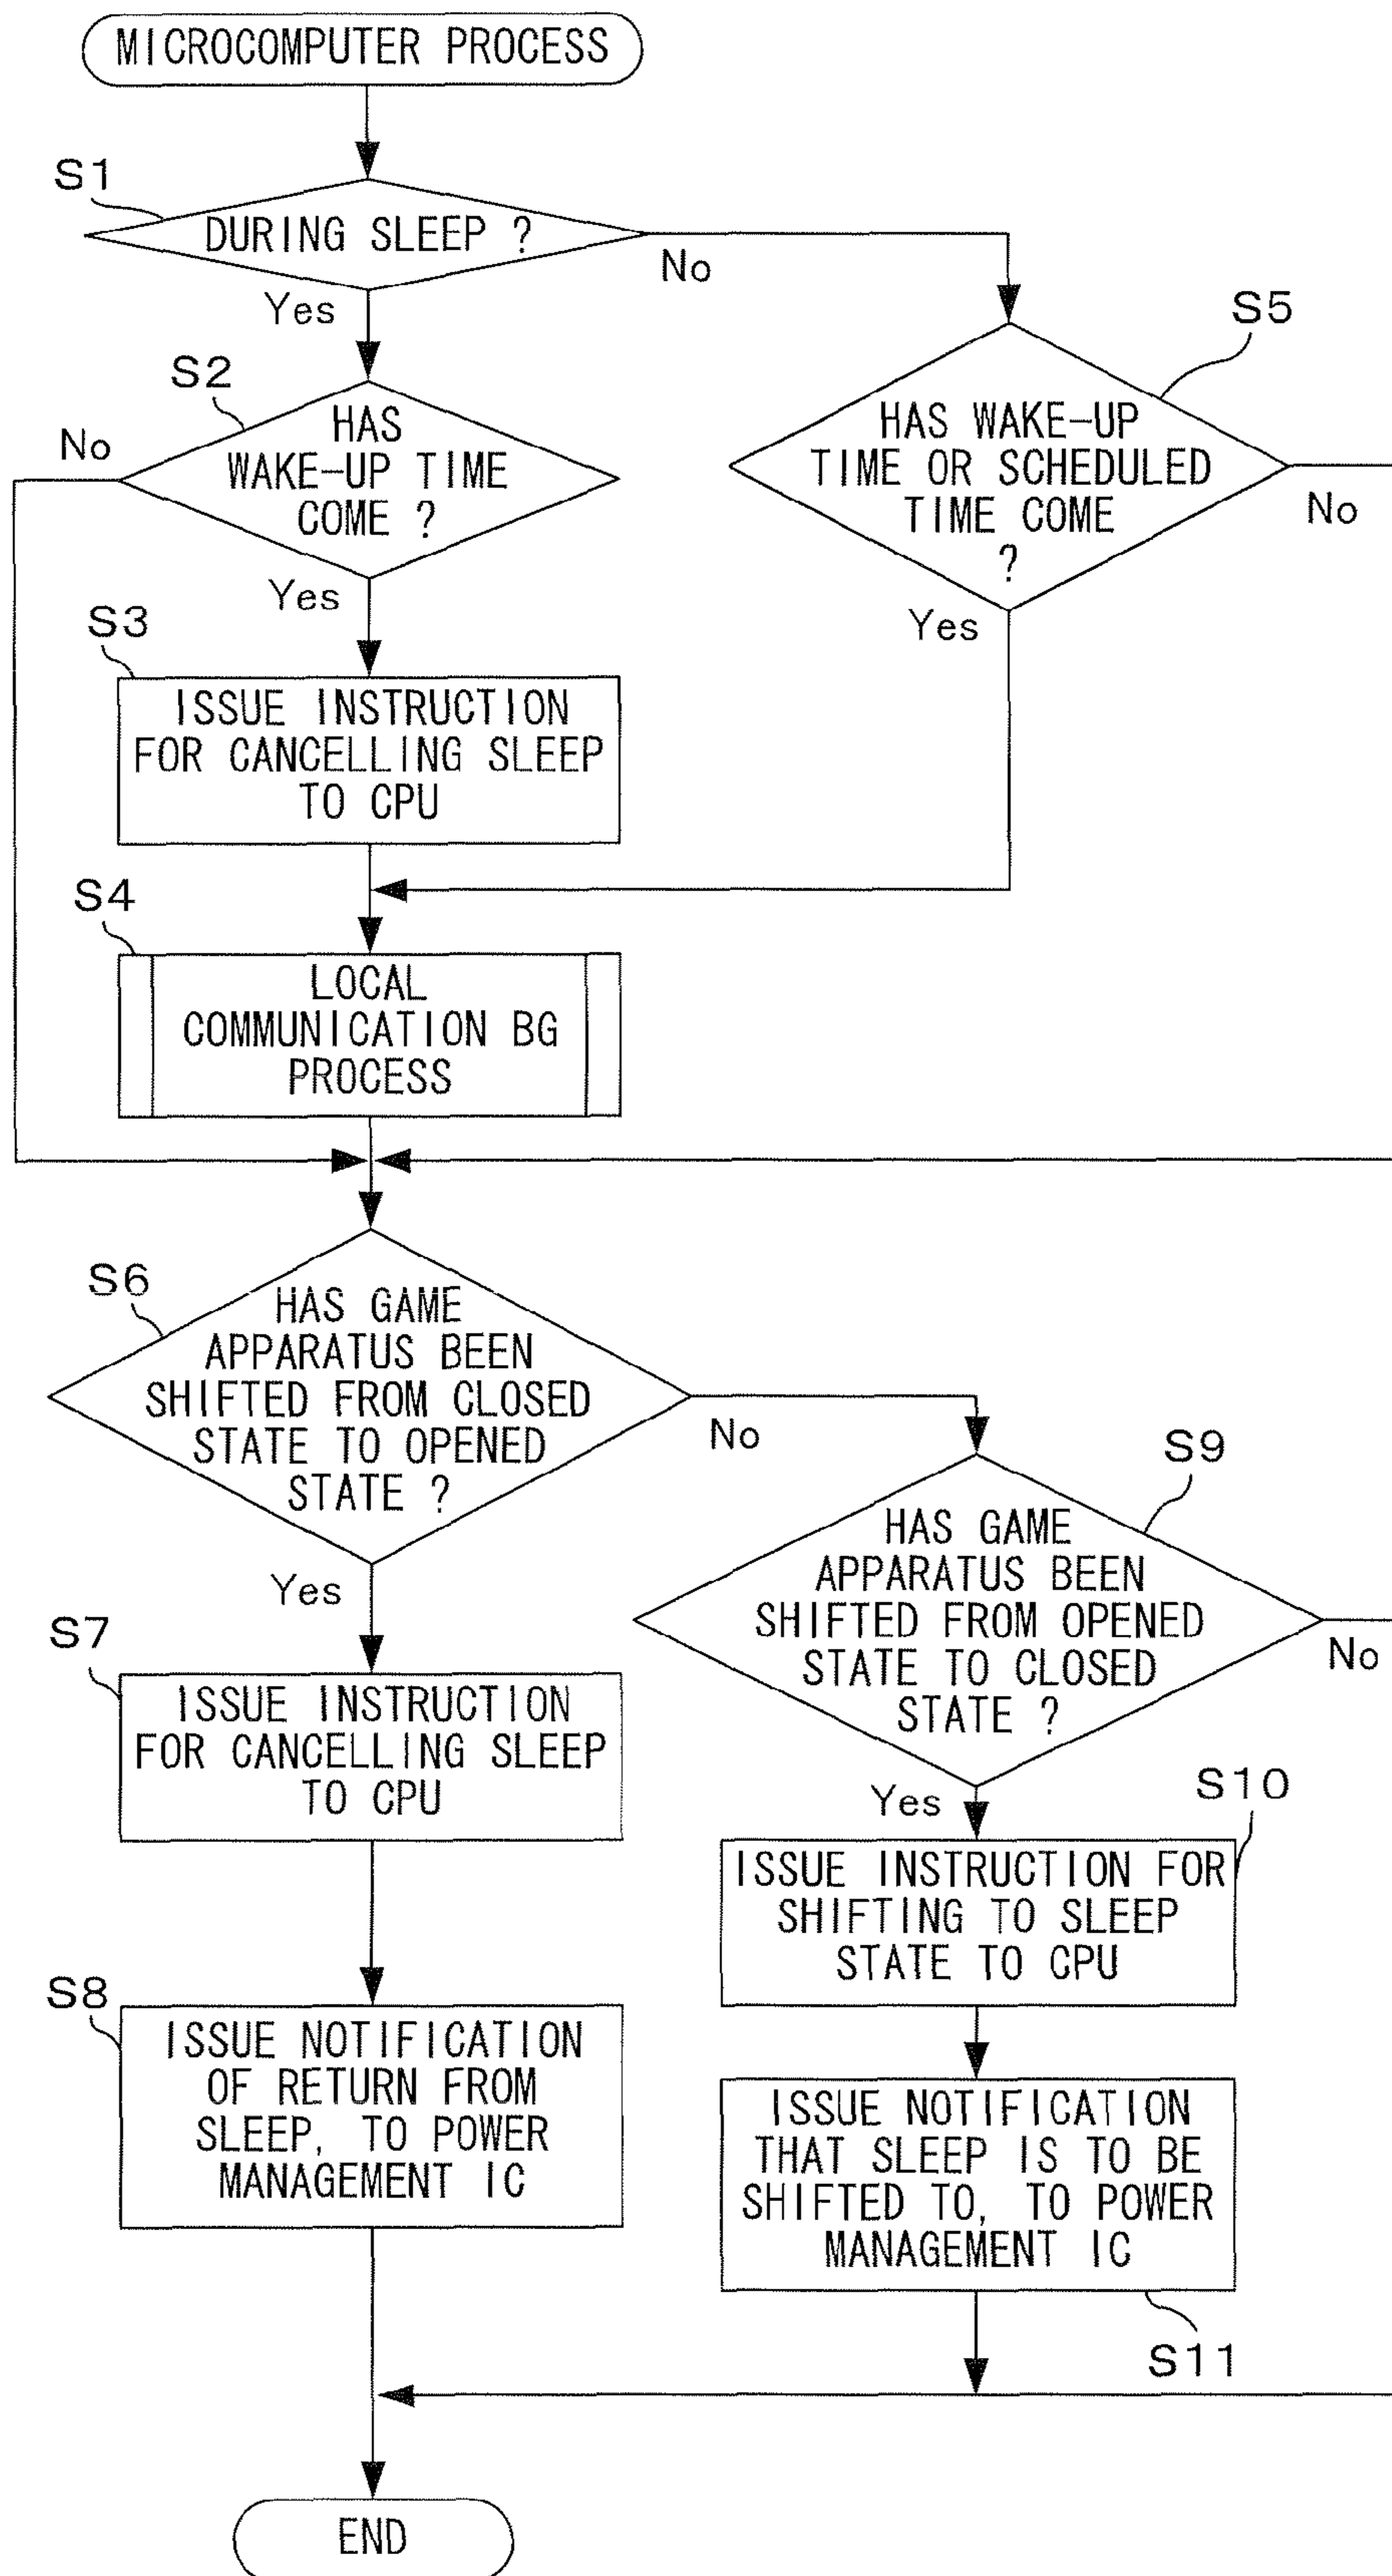 MICROCOMPUTER PROCESS
S1
DURING SLEEP ?
No
Yes
S2
HAS
WAKE-UP TIME
COME ?
No
Yes
S5
HAS WAKE-UP
TIME OR SCHEDULED
TIME COME
?
No
Yes
S3
ISSUE INSTRUCTION
FOR CANCELLING SLEEP
TO CPU
S4
LOCAL
COMMUNICATION BG
PROCESS
S6
HAS GAME
APPARATUS BEEN
SHIFTED FROM CLOSED
STATE TO OPENED
STATE ?
No
Yes
S9
HAS GAME
APPARATUS BEEN
SHIFTED FROM OPENED
STATE TO CLOSED
STATE ?
No
Yes
S7
ISSUE INSTRUCTION
FOR CANCELLING SLEEP
TO CPU
S10
ISSUE INSTRUCTION FOR
SHIFTING TO SLEEP
STATE TO CPU
S8
ISSUE NOTIFICATION
OF RETURN FROM
SLEEP, TO POWER
MANAGEMENT IC
ISSUE NOTIFICATION
THAT SLEEP IS TO BE
SHIFTED TO, TO POWER
MANAGEMENT IC
S11
END